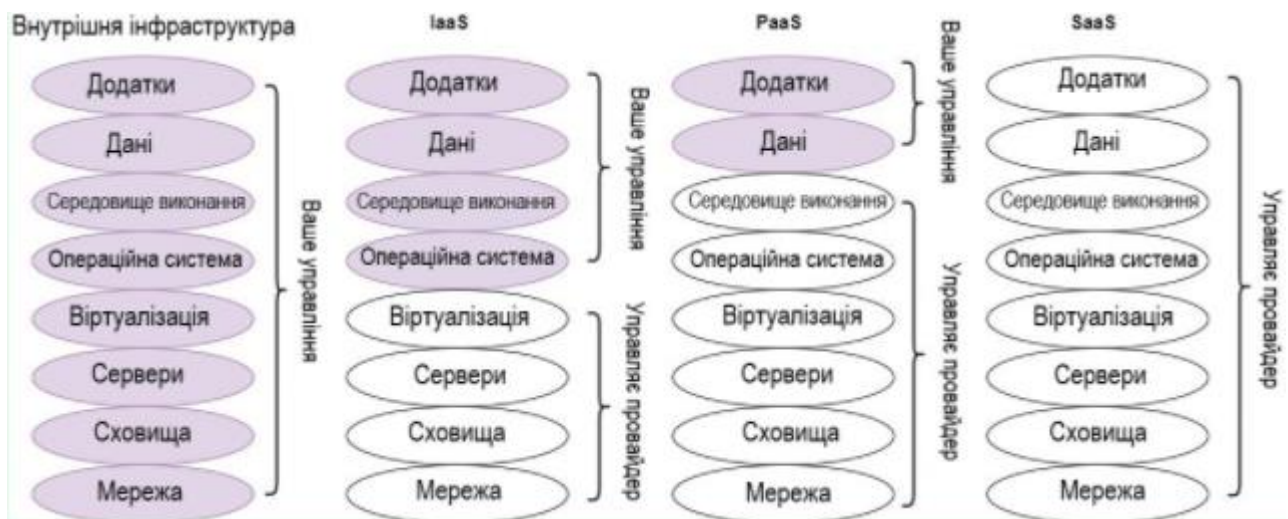 Внутрішня інфраструктура
Додатки
Дані
Середовище виконання
Операційна система
Віртуалізація
Сервери
Сховища
Мережа
Ваше управління
IaaS
Додатки
Дані
Середовище виконання
Операційна система
Віртуалізація
Сервери
Сховища
Мережа
Ваше управління
Управляє провайдер
PaaS
Додатки
Дані
Середовище виконання
Операційна система
Віртуалізація
Сервери
Сховища
Мережа
Ваше управління
Управляє провайдер
SaaS
Додатки
Дані
Середовище виконання
Операційна система
Віртуалізація
Сервери
Сховища
Мережа
Управляє провайдер